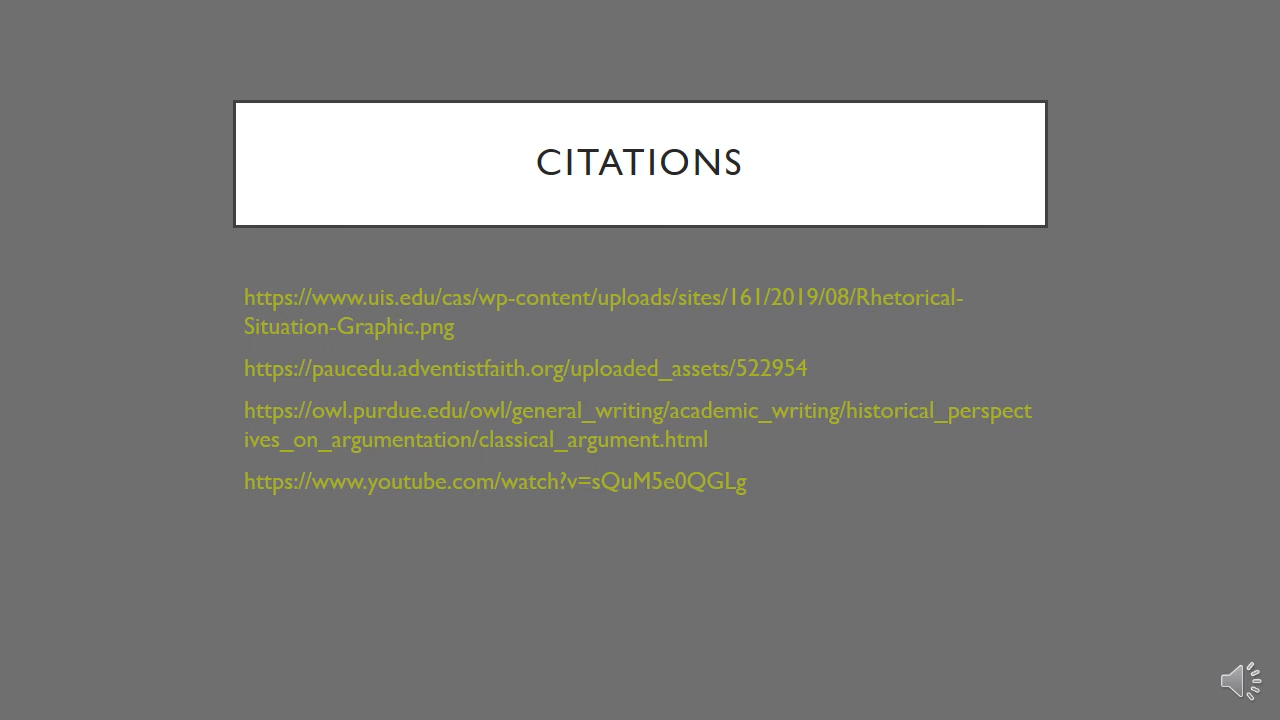 CITATIONS
https://www.uis.edu/cas/wp-content/uploads/sites/161/2019/08/Rhetorical-
Situation-Graphic.png
https://paucedu.adventistfaith.org/uploaded_assets/522954
https://owl.purdue.edu/owl/general_writing/academic_writing/historical_perspect
ives_on_argumentation/classical_argument.html
https://www.youtube.com/watch?v=sQuM5e0QGLg